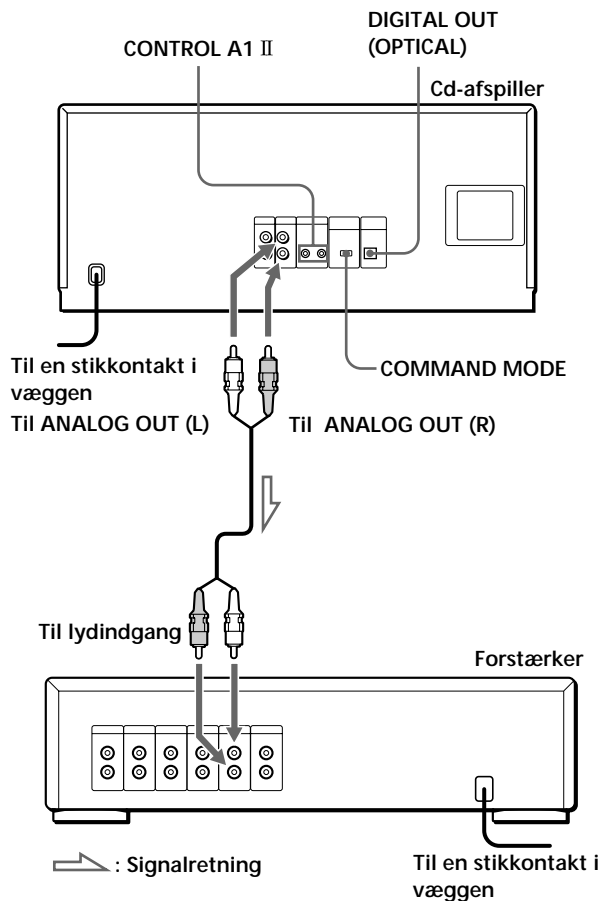 DIGITAL OUT
(OPTICAL)
CONTROL A1 Ⅱ
Cd-afspiller
Til en stikkontakt i
væggen
COMMAND MODE
Til ANALOG OUT (L)
Til ANALOG OUT (R)
Til lydindgang
Forstærker
: Signalretning
Til en stikkontakt i
væggen